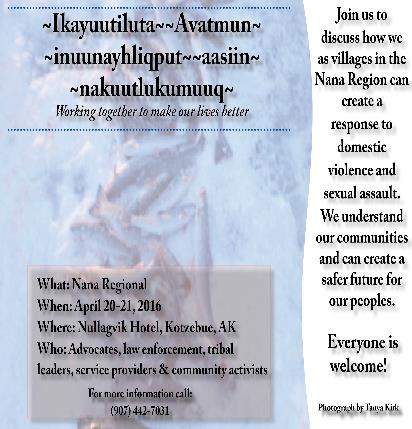 ~Ikayuutiluta~~Avatmun~
~inuunayhliqput~~aasiin~
~nakuutlukumuuq~
Working together to make our lives better
What: Nana Regional
When: April 20-21, 2016
Where: Nullagvik Hotel, Kotzebue, AK
Who: Advocates, law enforcement, tribal
leaders, service providers & community activists
For more information call:
(907) 442-7031
Join us to
discuss how we
as villages in the
Nana Region can
create a
response to
domestic
violence and
sexual assault.
We understand
our communities
and can create a
safer future for
our peoples.
Everyone is
welcome!
Photograph by Tanya Kirk